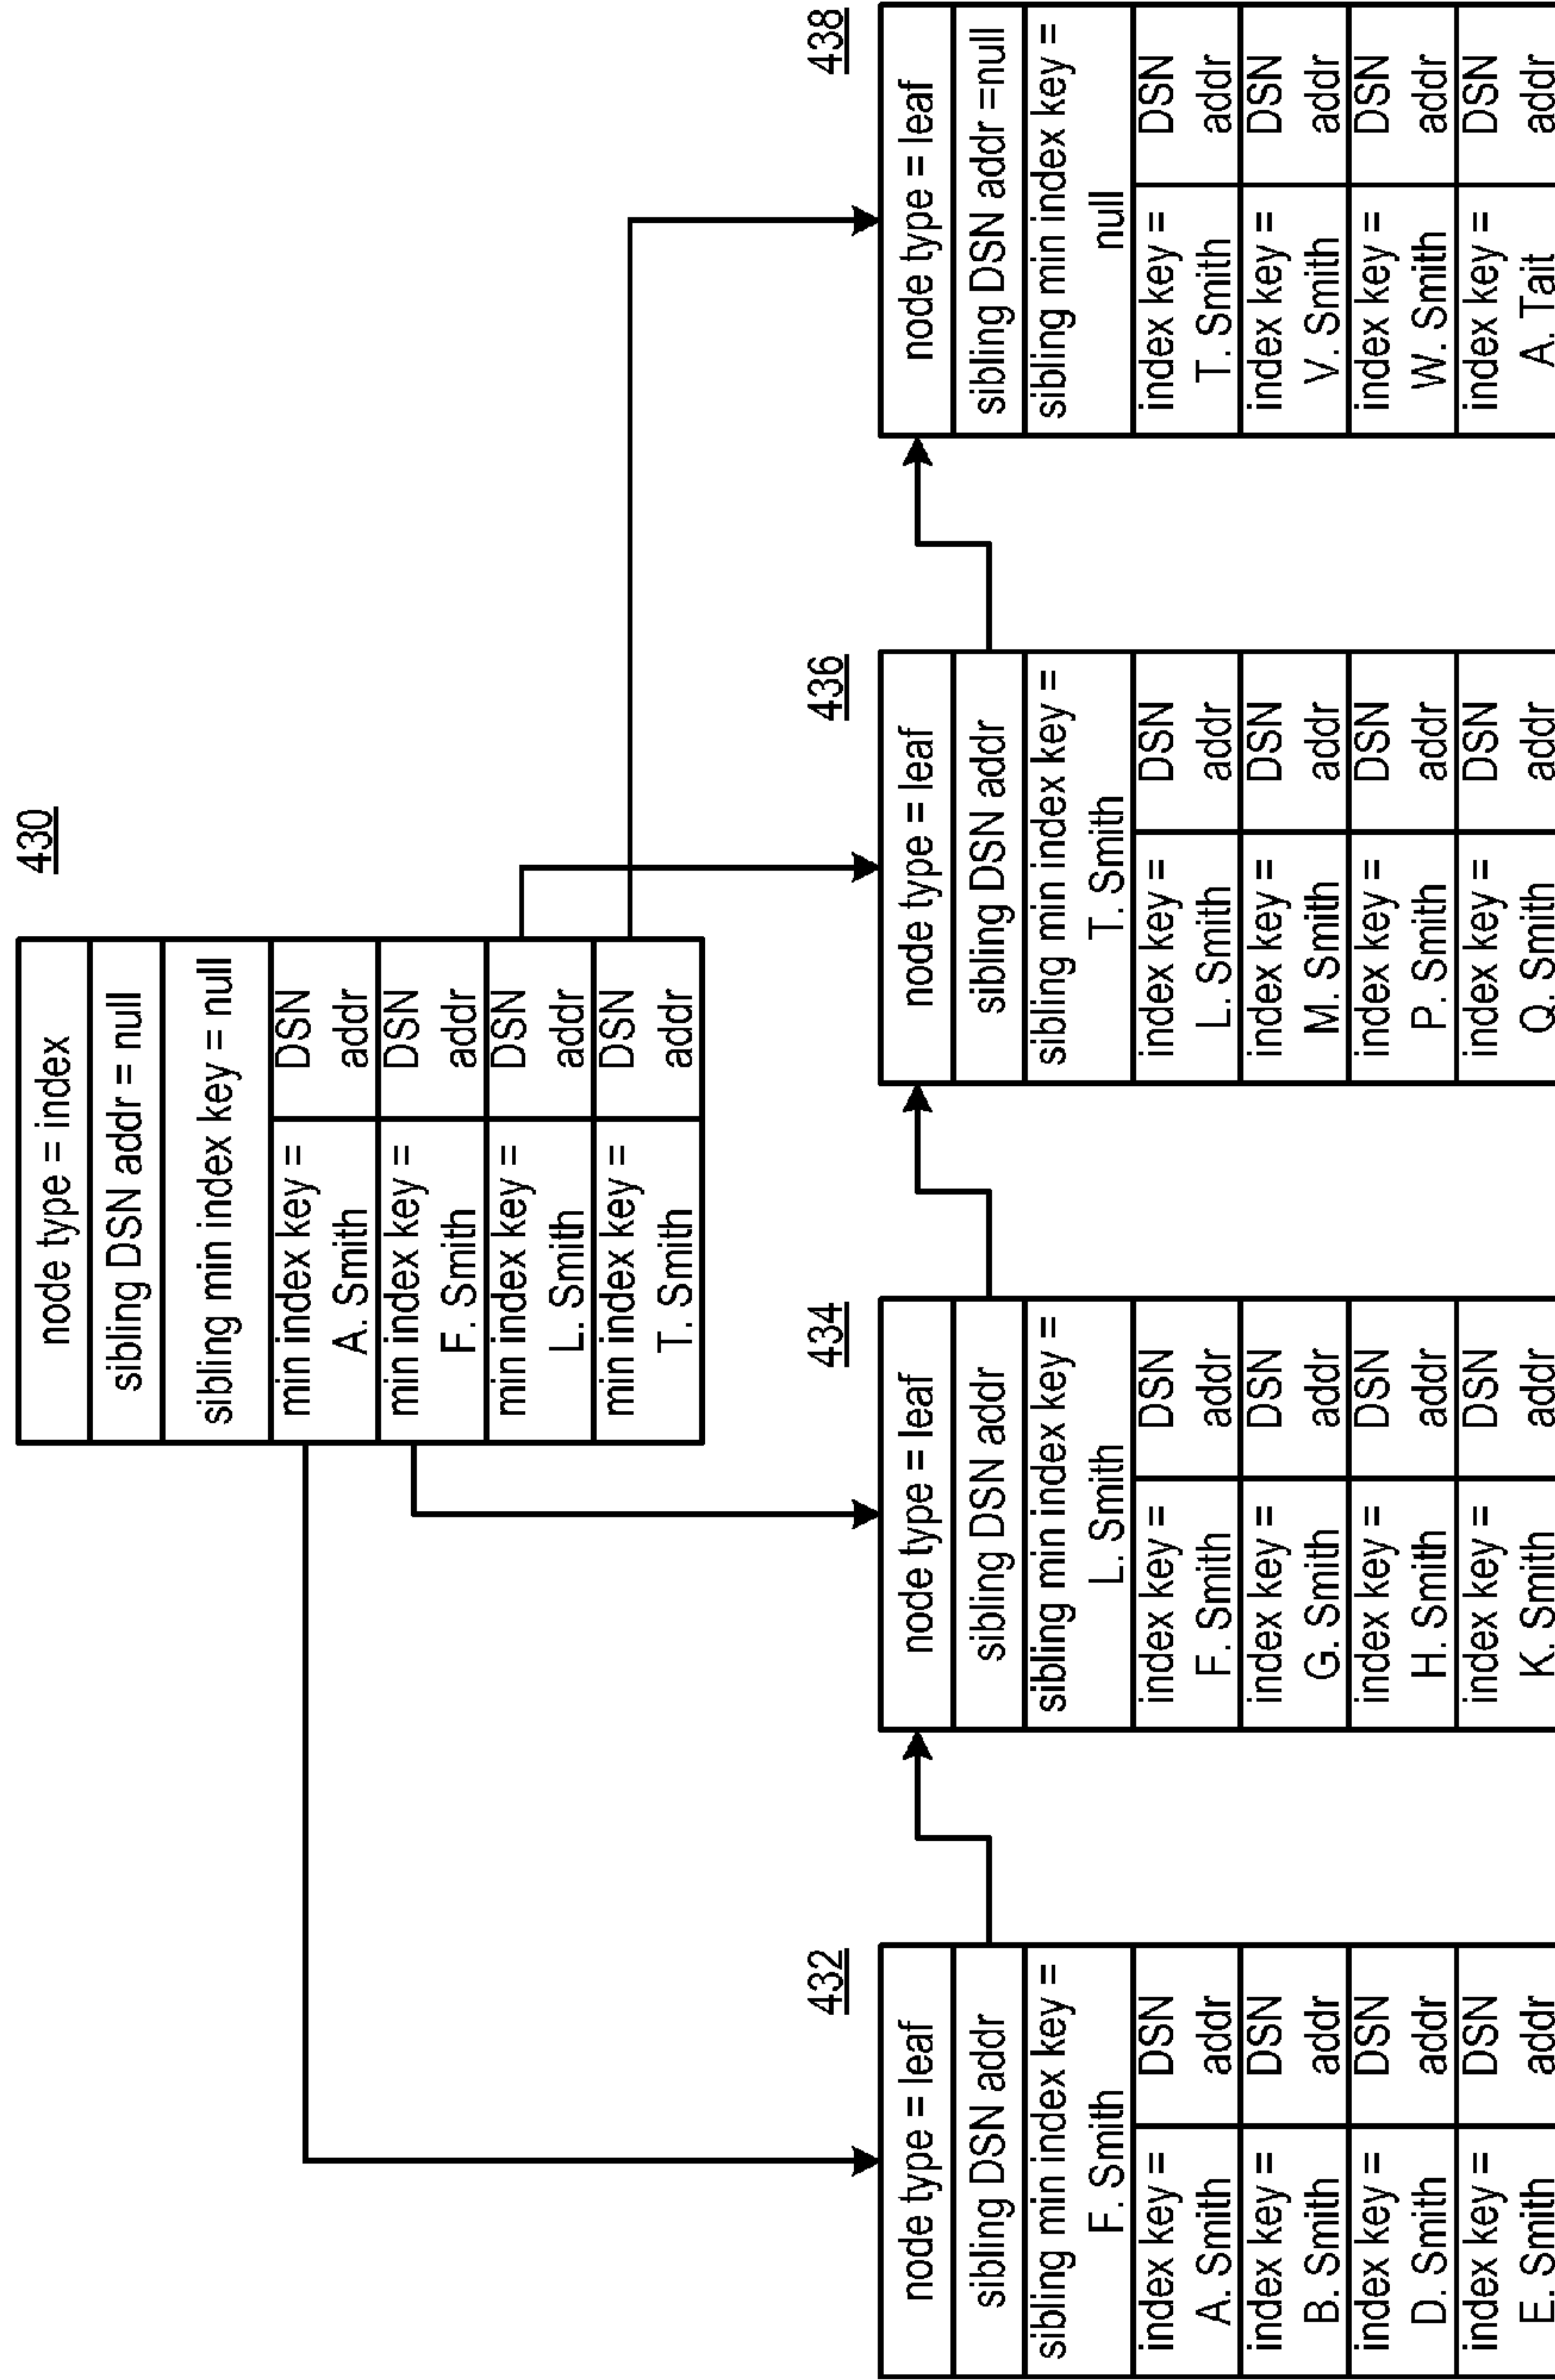 430
node type = index
sibling DSN addr = null
sibling min index key = null
min index key = DSN
A. Smith addr
min index key = DSN
F. Smith addr
min index key = DSN
L. Smith addr
min index key = DSN
T. Smith addr
432
node type = leaf
sibling DSN addr
sibling min index key =
F. Smith
index key = DSN
A. Smith addr
index key = DSN
B. Smith addr
index key = DSN
D. Smith addr
index key = DSN
E. Smith addr
434
node type = leaf
sibling DSN addr
sibling min index key =
L. Smith
index key = DSN
F. Smith addr
index key = DSN
G. Smith addr
index key = DSN
H. Smith addr
index key = DSN
K. Smith addr
436
node type = leaf
sibling DSN addr
sibling min index key =
T. Smith
index key = DSN
L. Smith addr
index key = DSN
M. Smith addr
index key = DSN
P. Smith addr
index key = DSN
Q. Smith addr
438
node type = leaf
sibling DSN addr =null
sibling min index key =
null
index key = DSN
T. Smith addr
index key = DSN
V. Smith addr
index key = DSN
W. Smith addr
index key = DSN
A. Tait addr